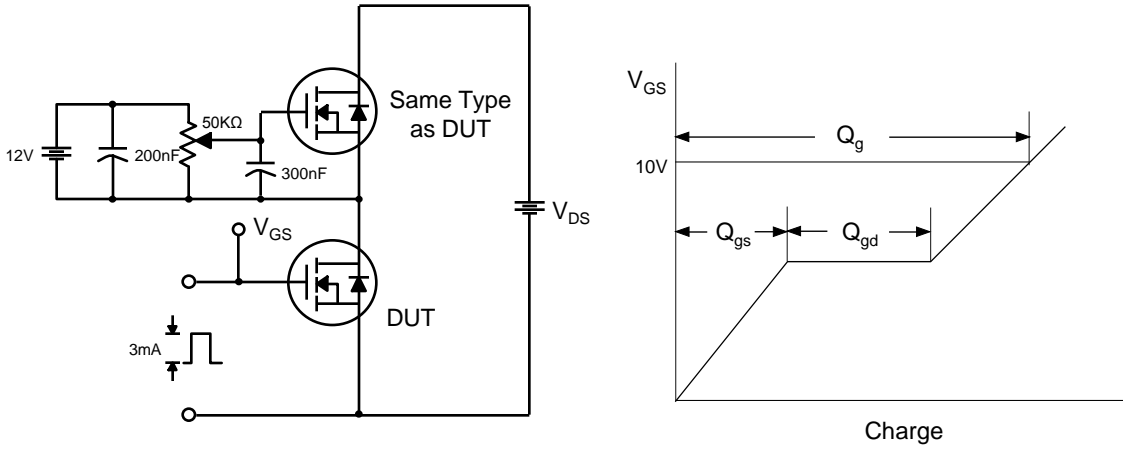 50KΩ
12V
200nF
300nF
Same Type
as DUT
V_DS
V_GS
DUT
3mA
V_GS
Q_g
10V
Q_gs
Q_gd
Charge